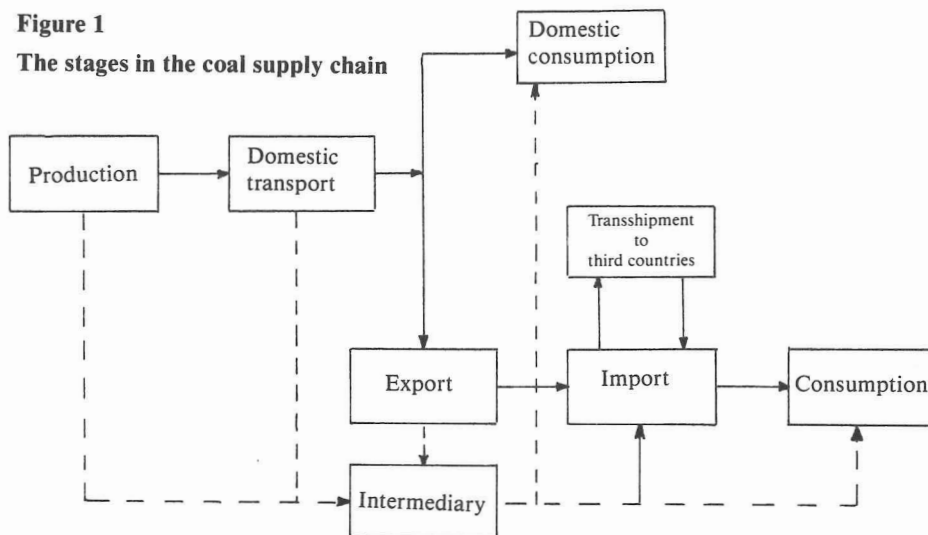 Figure 1
The stages in the coal supply chain
Domestic
consumption
Production
Domestic
transport
Transshipment
to
third countries
Export
Import
Consumption
Intermediary